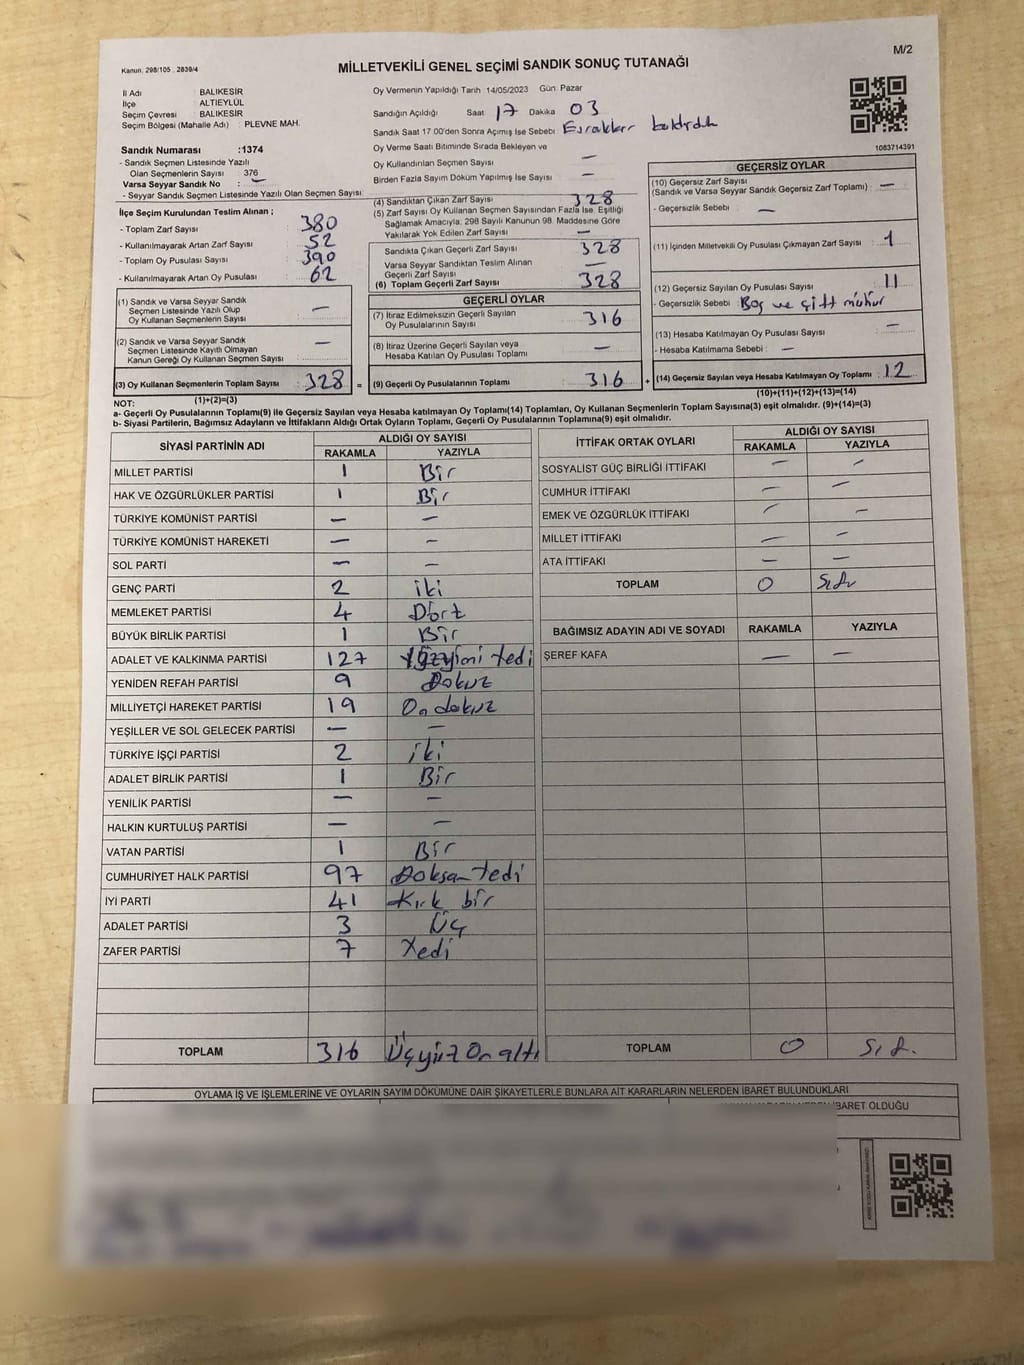 M/2
Kanun. 298/105 , 2839/4
MİLLETVEKİLİ GENEL SEÇİMİ SANDIK SONUÇ TUTANAĞI
İl Adı BALIKESİR
İlçe ALTIEYLÜL
Seçim Çevresi BALIKESİR
Seçim Bölgesi (Mahalle Adı) : PLEVNE MAH.
Oy Vermenin Yapıldığı Tarih 14/05/2023 Gün: Pazar
Sandığın Açıldığı Saat 17 Dakika 03
Sandık Saat 17 00'den Sonra Açımış İse Sebebi
Sandık Numarası :1374
- Sandık Seçmen Listesinde Yazılı
Olan Seçmenlerin Sayısı 376
Varsa Seyyar Sandık No : —
- Seyyar Sandık Seçmen Listesinde Yazılı Olan Seçmen Sayısı:
Oy Verme Saati Bitiminde Sırada Bekleyen ve
Oy Kullandırılan Seçmen Sayısı —
Birden Fazla Sayım Döküm Yapılmış İse Sayısı —
1083714391
İlçe Seçim Kurulundan Teslim Alınan ;
- Toplam Zarf Sayısı 380
- Kullanılmayarak Artan Zarf Sayısı 52
- Toplam Oy Pusulası Sayısı 390
- Kullanılmayarak Artan Oy Pusulası 62
(1) Sandık ve Varsa Seyyar Sandık
Seçmen Listesinde Yazılı Olup
Oy Kullanan Seçmenlerin Sayısı —
(2) Sandık ve Varsa Seyyar Sandık
Seçmen Listesinde Kayıtlı Olmayan
Kanun Gereği Oy Kullanan Seçmen Sayısı —
(3) Oy Kullanan Seçmenlerin Toplam Sayısı 328 =
(1)+(2)=(3)
(4) Sandıktan Çıkan Zarf Sayısı 328
(5) Zarf Sayısı Oy Kullanan Seçmen Sayısından Fazla İse, Eşitliği
Sağlamak Amacıyla; 298 Sayılı Kanunun 98. Maddesine Göre
Yakılarak Yok Edilen Zarf Sayısı —
Sandıkta Çıkan Geçerli Zarf Sayısı 328
Varsa Seyyar Sandıktan Teslim Alınan
Geçerli Zarf Sayısı —
(6) Toplam Geçerli Zarf Sayısı 328
GEÇERLİ OYLAR
(7) İtiraz Edilmeksizin Geçerli Sayılan
Oy Pusulalarının Sayısı 316
(8) İtiraz Üzerine Geçerli Sayılan veya
Hesaba Katılan Oy Pusulası Toplamı —
(9) Geçerli Oy Pusulalarının Toplamı 316 +
GEÇERSİZ OYLAR
(10) Geçersiz Zarf Sayısı
(Sandık ve Varsa Seyyar Sandık Geçersiz Zarf Toplamı) : —
- Geçersizlik Sebebi : —
(11) İçinden Milletvekili Oy Pusulası Çıkmayan Zarf Sayısı : 1
(12) Geçersiz Sayılan Oy Pusulası Sayısı : 11
- Geçersizlik Sebebi : Boş ve çift mühür
(13) Hesaba Katılmayan Oy Pusulası Sayısı : —
- Hesaba Katılmama Sebebi : —
(14) Geçersiz Sayılan veya Hesaba Katılmayan Oy Toplamı : 12
(10)+(11)+(12)+(13)=(14)
NOT:
a- Geçerli Oy Pusulalarının Toplamı(9) ile Geçersiz Sayılan veya Hesaba katılmayan Oy Toplamı(14) Toplamları, Oy Kullanan Seçmenlerin Toplam Sayısına(3) eşit olmalıdır. (9)+(14)=(3)
b- Siyasi Partilerin, Bağımsız Adayların ve İttifakların Aldığı Ortak Oyların Toplamı, Geçerli Oy Pusulalarının Toplamına(9) eşit olmalıdır.
SİYASİ PARTİNİN ADI ALDIĞI OY SAYISI
RAKAMLA YAZIYLA
MİLLET PARTİSİ 1 Bir
HAK VE ÖZGÜRLÜKLER PARTİSİ 1 Bir
TÜRKİYE KOMÜNİST PARTİSİ — —
TÜRKİYE KOMÜNİST HAREKETİ — —
SOL PARTİ — —
GENÇ PARTİ 2 iki
MEMLEKET PARTİSİ 4 Dört
BÜYÜK BİRLİK PARTİSİ 1 Bir
ADALET VE KALKINMA PARTİSİ 127
YENİDEN REFAH PARTİSİ 9 Dokuz
MİLLİYETÇİ HAREKET PARTİSİ 19 On dokuz
YEŞİLLER VE SOL GELECEK PARTİSİ — —
TÜRKİYE İŞÇİ PARTİSİ 2 iki
ADALET BİRLİK PARTİSİ 1 Bir
YENİLİK PARTİSİ — —
HALKIN KURTULUŞ PARTİSİ — —
VATAN PARTİSİ 1 Bir
CUMHURİYET HALK PARTİSİ 97 Doksan Yedi
İYİ PARTİ 41 Kırk bir
ADALET PARTİSİ 3 Üç
ZAFER PARTİSİ 7 Yedi
TOPLAM 316 Üçyüz On altı
İTTİFAK ORTAK OYLARI ALDIĞI OY SAYISI
RAKAMLA YAZIYLA
SOSYALİST GÜÇ BİRLİĞİ İTTİFAKI — —
CUMHUR İTTİFAKI — —
EMEK VE ÖZGÜRLÜK İTTİFAKI — —
MİLLET İTTİFAKI — —
ATA İTTİFAKI — —
TOPLAM 0 Sıfır
BAĞIMSIZ ADAYIN ADI VE SOYADI RAKAMLA YAZIYLA
ŞEREF KAFA — —
TOPLAM 0 Sıfır
OYLAMA İŞ VE İŞLEMLERİNE VE OYLARIN SAYIM DÖKÜMÜNE DAİR ŞİKAYETLERLE BUNLARA AİT KARARLARIN NELERDEN İBARET BULUNDUKLARI
İBARET OLDUĞU